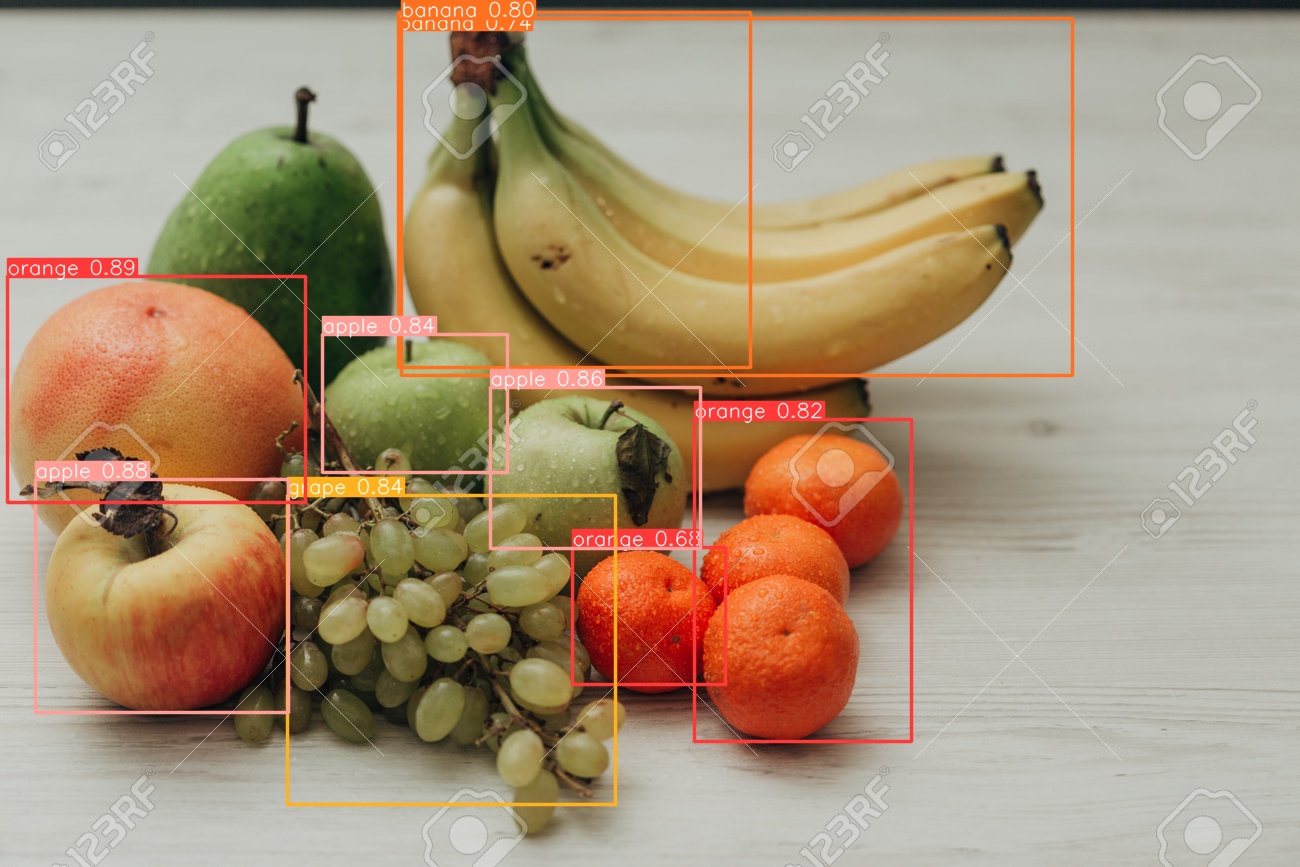 banana 0.80
banana 0.74
123RF
123RF
orange 0.89
apple 0.84
apple 0.86
orange 0.82
apple 0.88
grape 0.84
123RF
123RF
123RF
orange 0.68
123RF
123RF